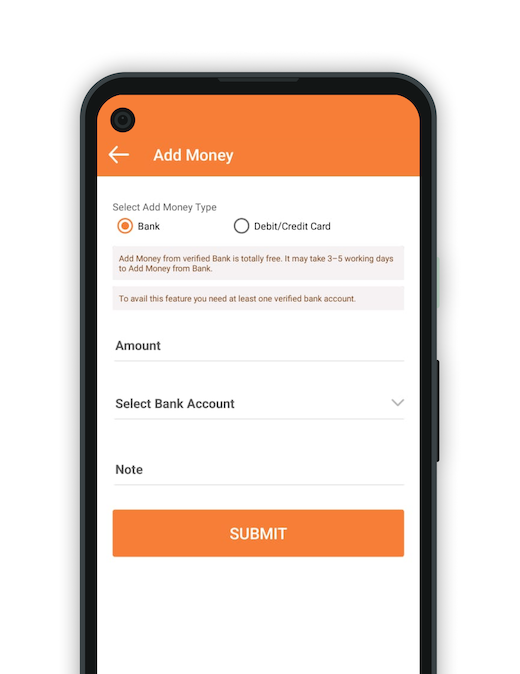 Add Money
Select Add Money Type
Bank
Debit/Credit Card
Add Money from verified Bank is totally free. It may take 3–5 working days
to Add Money from Bank.
To avail this feature you need at least one verified bank account.
Amount
Select Bank Account
Note
SUBMIT